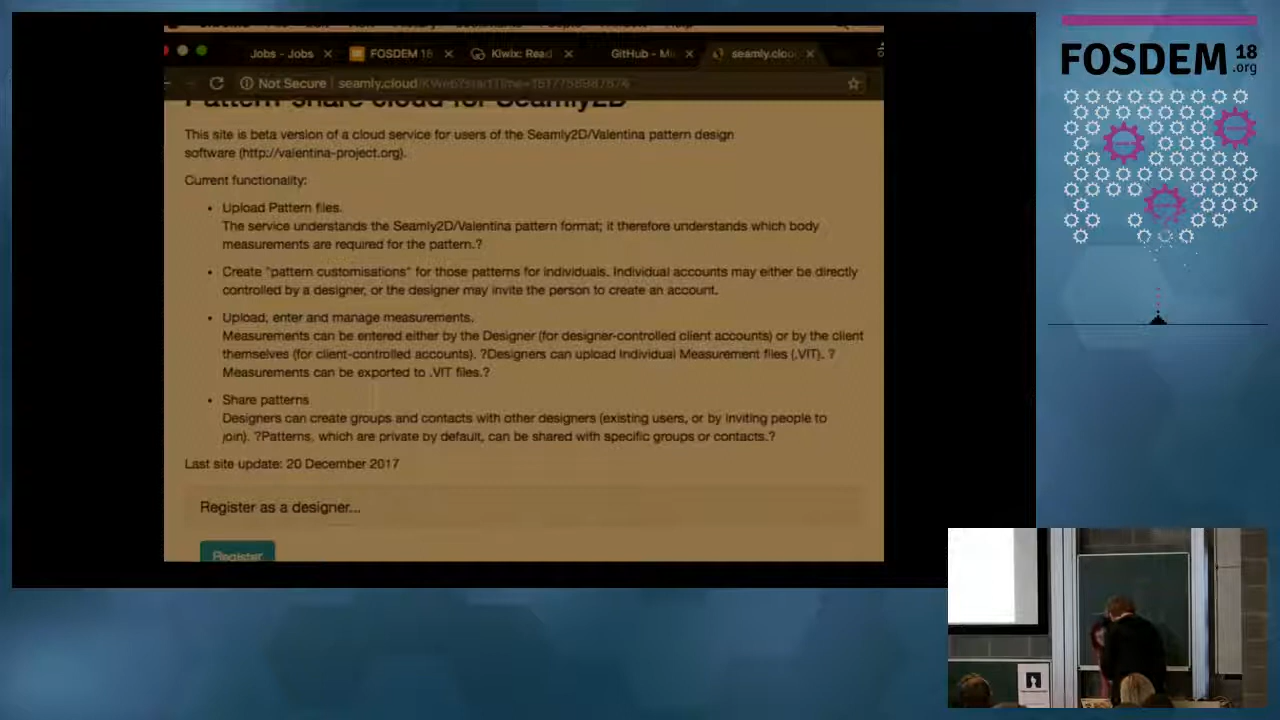 Jobs - Jobs
FOSDEM 18
Kiwix: Read
GitHub - Mi
seamly.clou
Not Secure
seamly.cloud
Pattern share cloud for Seamly2D
This site is beta version of a cloud service for users of the Seamly2D/Valentina pattern design
software (http://valentina-project.org).
Current functionality:
• Upload Pattern files.
The service understands the Seamly2D/Valentina pattern format; it therefore understands which body
measurements are required for the pattern.?
• Create "pattern customisations" for those patterns for individuals. Individual accounts may either be directly
controlled by a designer, or the designer may invite the person to create an account.
• Upload, enter and manage measurements.
Measurements can be entered either by the Designer (for designer-controlled client accounts) or by the client
themselves (for client-controlled accounts). ?Designers can upload Individual Measurement files (.VIT). ?
Measurements can be exported to .VIT files.?
• Share patterns
Designers can create groups and contacts with other designers (existing users, or by inviting people to
join). ?Patterns, which are private by default, can be shared with specific groups or contacts.?
Last site update: 20 December 2017
Register as a designer...
Register
FOSDEM 18
.org